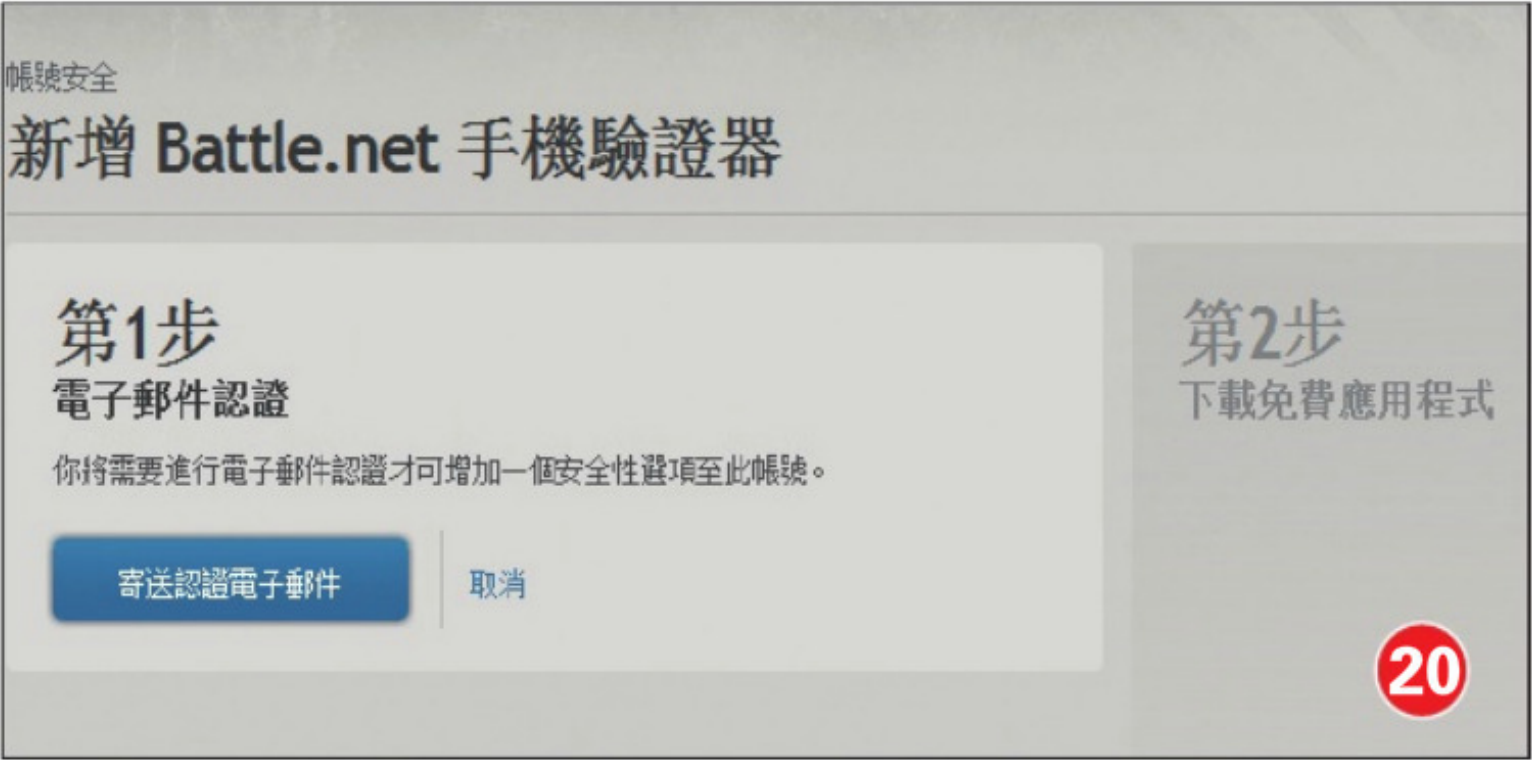 帳號安全
新增 Battle.net 手機驗證器
第1步
電子郵件認證
你將需要進行電子郵件認證才可增加一個安全性選項至此帳號。
寄送認證電子郵件
取消
第2步
下載免費應用程式
20